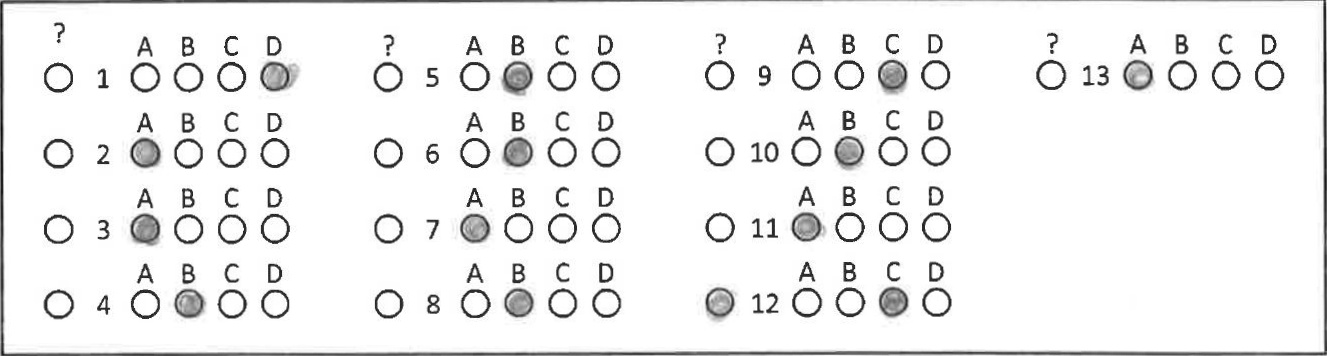 ? A B C D ? A B C D ? A B C D ? A B C D
1 5 9 13
A B C D A B C D A B C D
2 6 10
A B C D A B C D A B C D
3 7 11
A B C D A B C D A B C D
4 8 12